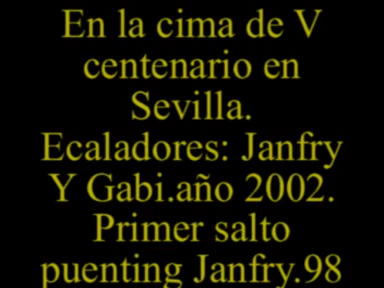 En la cima de V
centenario en
Sevilla.
Ecaladores: Janfry
Y Gabi.año 2002.
Primer salto
puenting Janfry.98